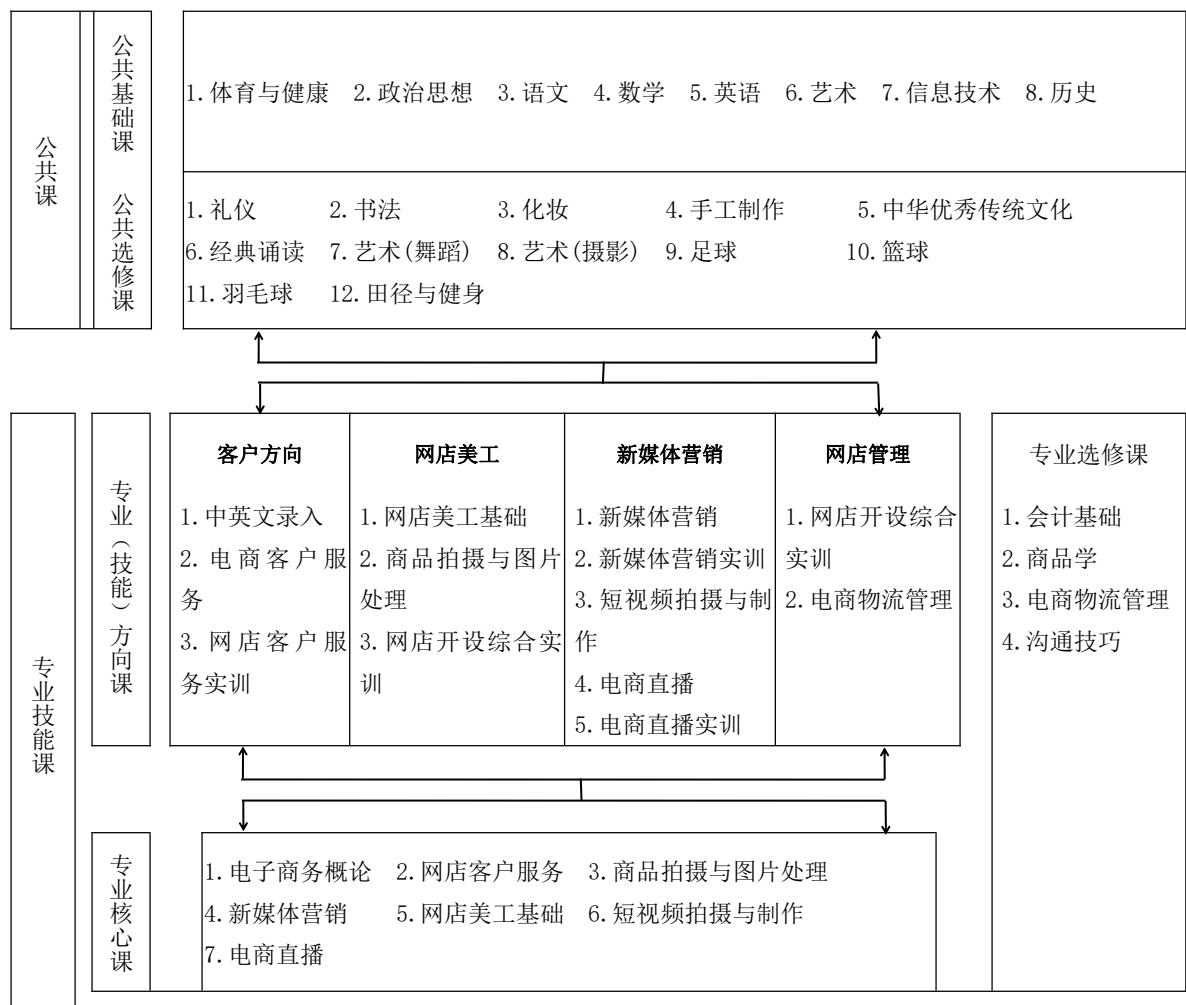 公共课
公共基础课
1.体育与健康 2.政治思想 3.语文 4.数学 5.英语 6.艺术 7.信息技术 8.历史
公共选修课
1.礼仪 2.书法 3.化妆 4.手工制作 5.中华优秀传统文化
6.经典诵读 7.艺术(舞蹈) 8.艺术(摄影) 9.足球 10.篮球
11.羽毛球 12.田径与健身
专业技能课
专业（技能）方向课
客户方向
1.中英文录入
2.电商客户服
务
3.网店客户服
务实训
网店美工
1.网店美工基础
2.商品拍摄与图片
处理
3.网店开设综合实
训
新媒体营销
1.新媒体营销
2.新媒体营销实训
3.短视频拍摄与制
作
4.电商直播
5.电商直播实训
网店管理
1.网店开设综合
实训
2.电商物流管理
专业选修课
1.会计基础
2.商品学
3.电商物流管理
4.沟通技巧
专业核心课
1.电子商务概论 2.网店客户服务 3.商品拍摄与图片处理
4.新媒体营销 5.网店美工基础 6.短视频拍摄与制作
7.电商直播